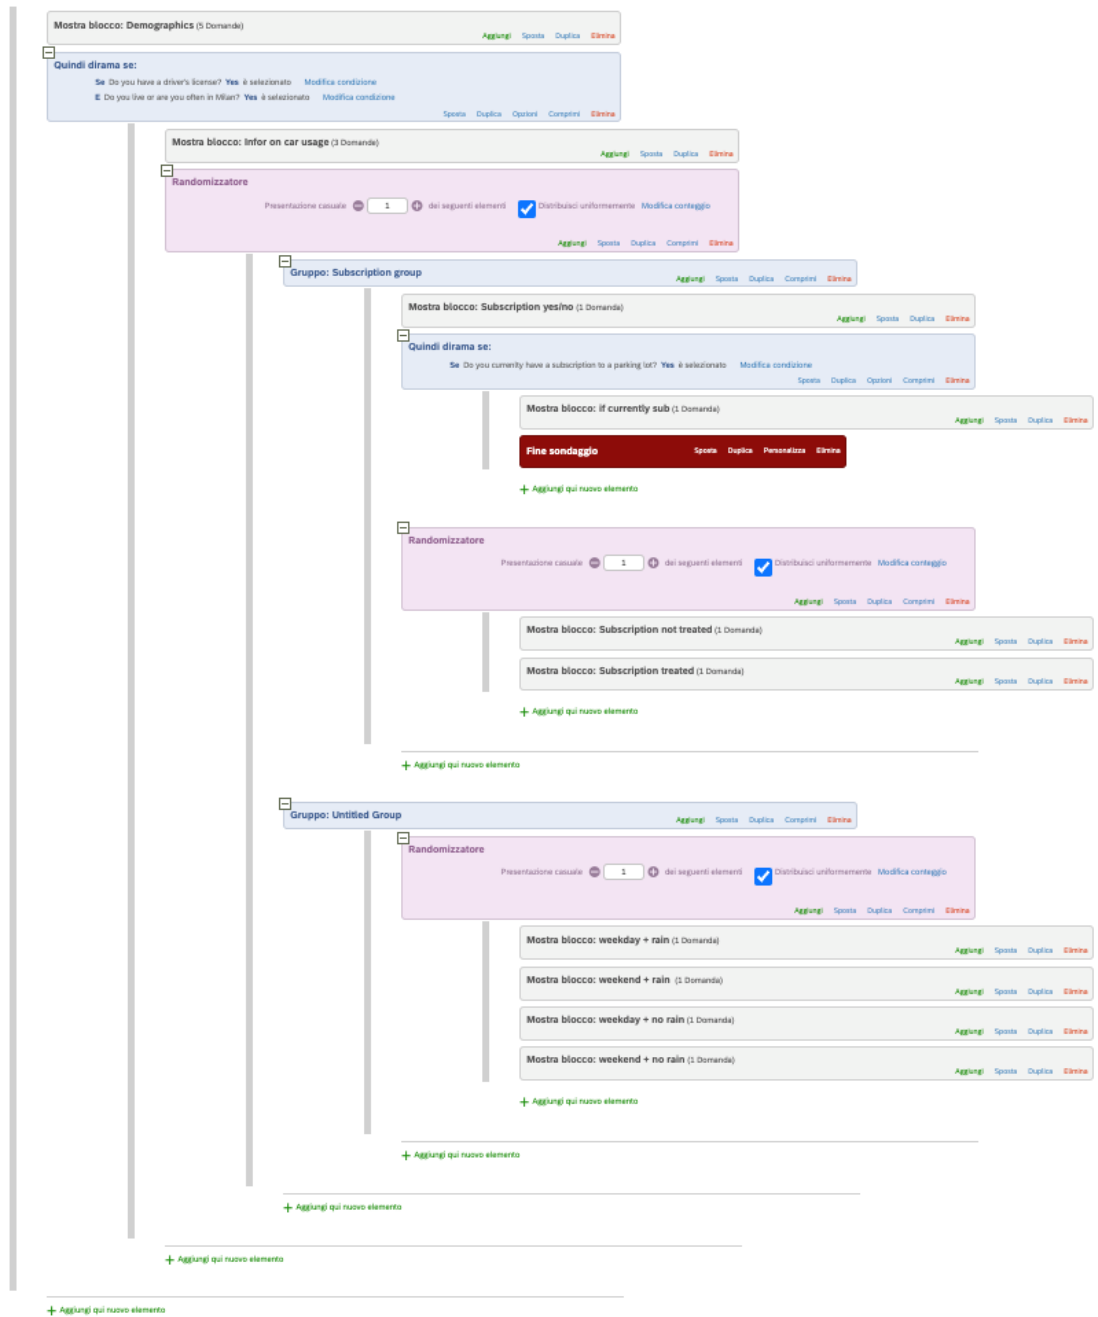 Mostra blocco: Demographics (5 Domande)
Aggiungi Sposta Duplica Elimina
Quindi dirama se:
Se Do you have a driver's license? Yes è selezionato Modifica condizione
E Do you live or are you often in Milan? Yes è selezionato Modifica condizione
Sposta Duplica Opzioni Comprimi Elimina
Mostra blocco: Infor on car usage (3 Domande)
Aggiungi Sposta Duplica Elimina
Randomizzatore
Presentazione casuale 1 dei seguenti elementi Distribuisci uniformemente Modifica conteggio
Aggiungi Sposta Duplica Comprimi Elimina
Gruppo: Subscription group
Aggiungi Sposta Duplica Comprimi Elimina
Mostra blocco: Subscription yes/no (1 Domanda)
Aggiungi Sposta Duplica Elimina
Quindi dirama se:
Se Do you currenlty have a subscription to a parking lot? Yes è selezionato Modifica condizione
Sposta Duplica Opzioni Comprimi Elimina
Mostra blocco: if currently sub (1 Domanda)
Aggiungi Sposta Duplica Elimina
Fine sondaggio Sposta Duplica Personalizza Elimina
+ Aggiungi qui nuovo elemento
Randomizzatore
Presentazione casuale 1 dei seguenti elementi Distribuisci uniformemente Modifica conteggio
Aggiungi Sposta Duplica Comprimi Elimina
Mostra blocco: Subscription not treated (1 Domanda)
Aggiungi Sposta Duplica Elimina
Mostra blocco: Subscription treated (1 Domanda)
Aggiungi Sposta Duplica Elimina
+ Aggiungi qui nuovo elemento
+ Aggiungi qui nuovo elemento
Gruppo: Untitled Group
Aggiungi Sposta Duplica Comprimi Elimina
Randomizzatore
Presentazione casuale 1 dei seguenti elementi Distribuisci uniformemente Modifica conteggio
Aggiungi Sposta Duplica Comprimi Elimina
Mostra blocco: weekday + rain (1 Domanda)
Aggiungi Sposta Duplica Elimina
Mostra blocco: weekend + rain (1 Domanda)
Aggiungi Sposta Duplica Elimina
Mostra blocco: weekday + no rain (1 Domanda)
Aggiungi Sposta Duplica Elimina
Mostra blocco: weekend + no rain (1 Domanda)
Aggiungi Sposta Duplica Elimina
+ Aggiungi qui nuovo elemento
+ Aggiungi qui nuovo elemento
+ Aggiungi qui nuovo elemento
+ Aggiungi qui nuovo elemento
+ Aggiungi qui nuovo elemento